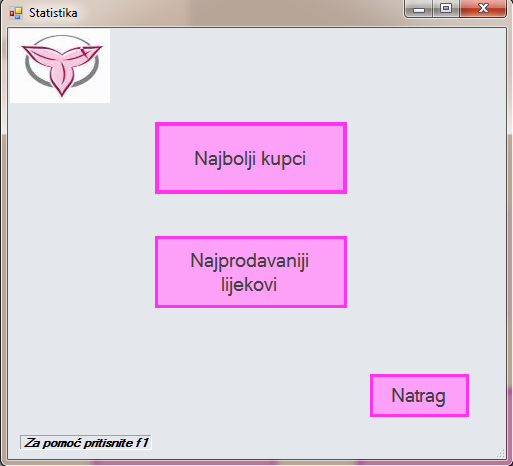 Statistika
Najbolji kupci
Najprodavaniji
lijekovi
Natrag
Za pomoć pritisnite f1